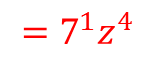 = 7¹z⁴